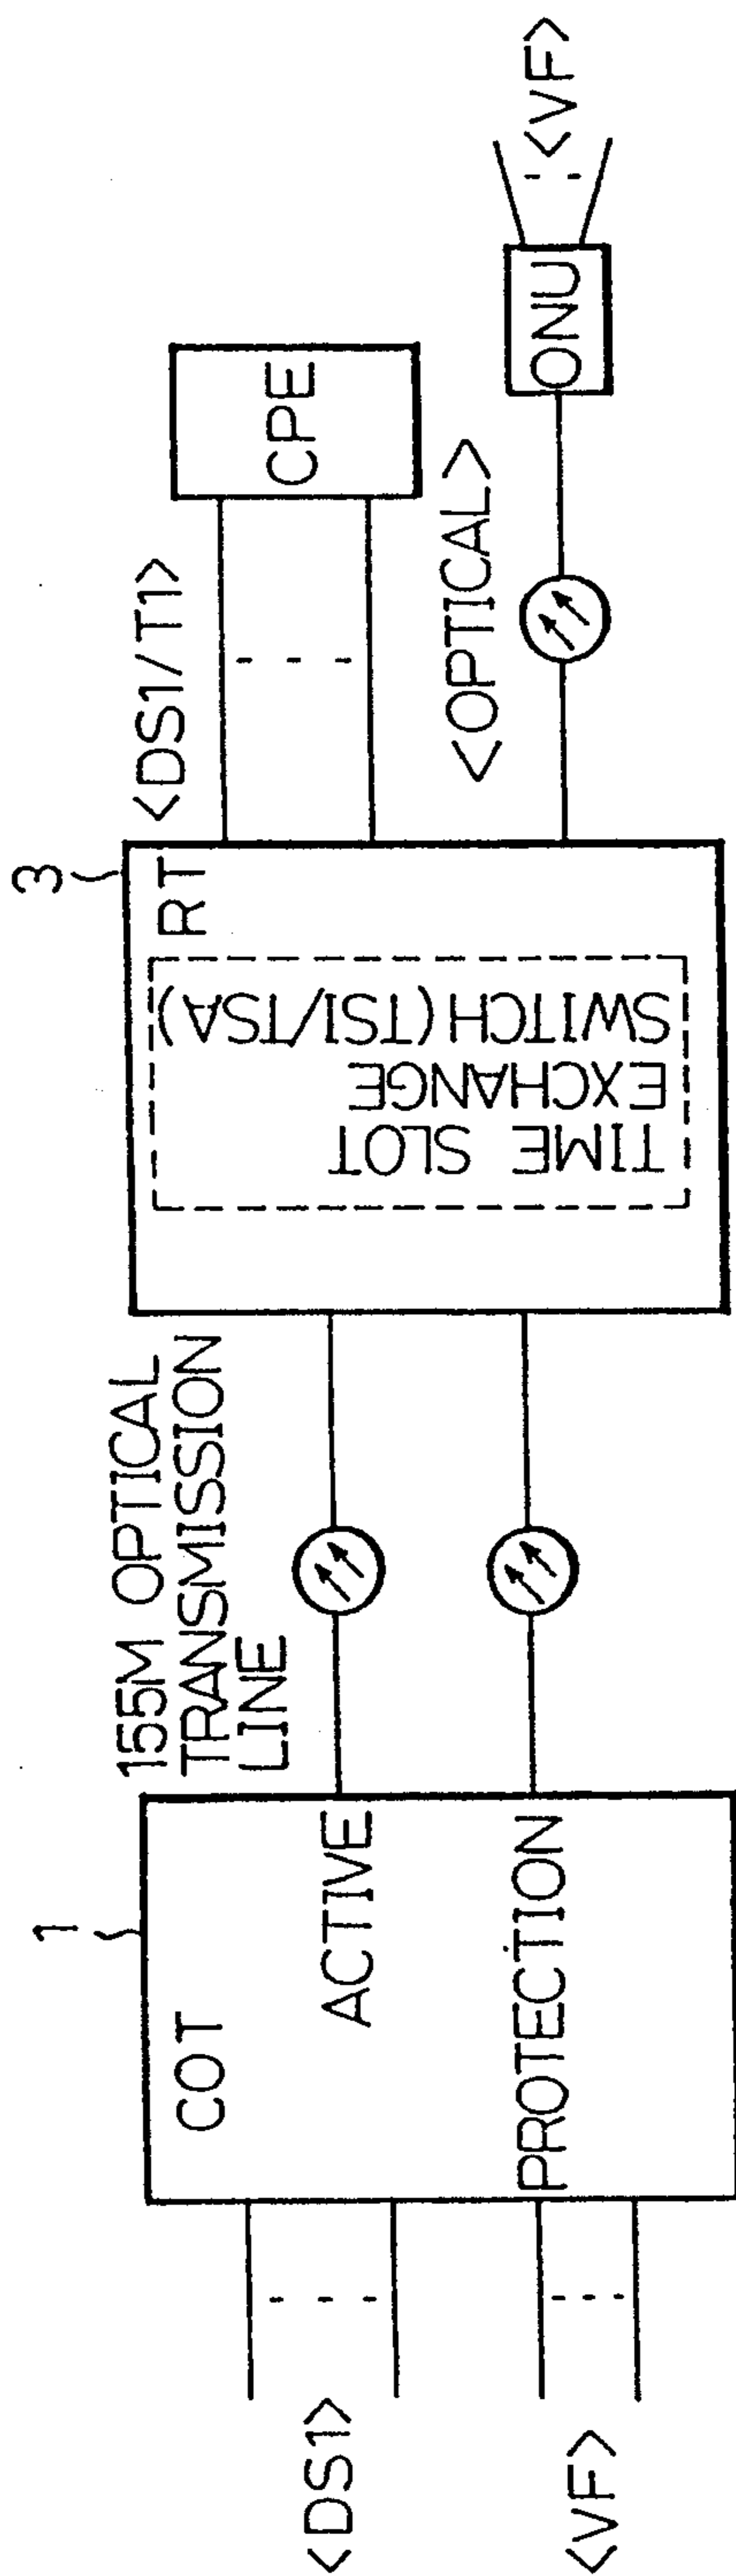 <DS1>
<VF>
1
COT
ACTIVE
PROTECTION
155M OPTICAL
TRANSMISSION
LINE
3
RT
TIME SLOT
EXCHANGE
SWITCH(TSI/TSA)
<DS1/T1>
CPE
<OPTICAL>
ONU
<VF>